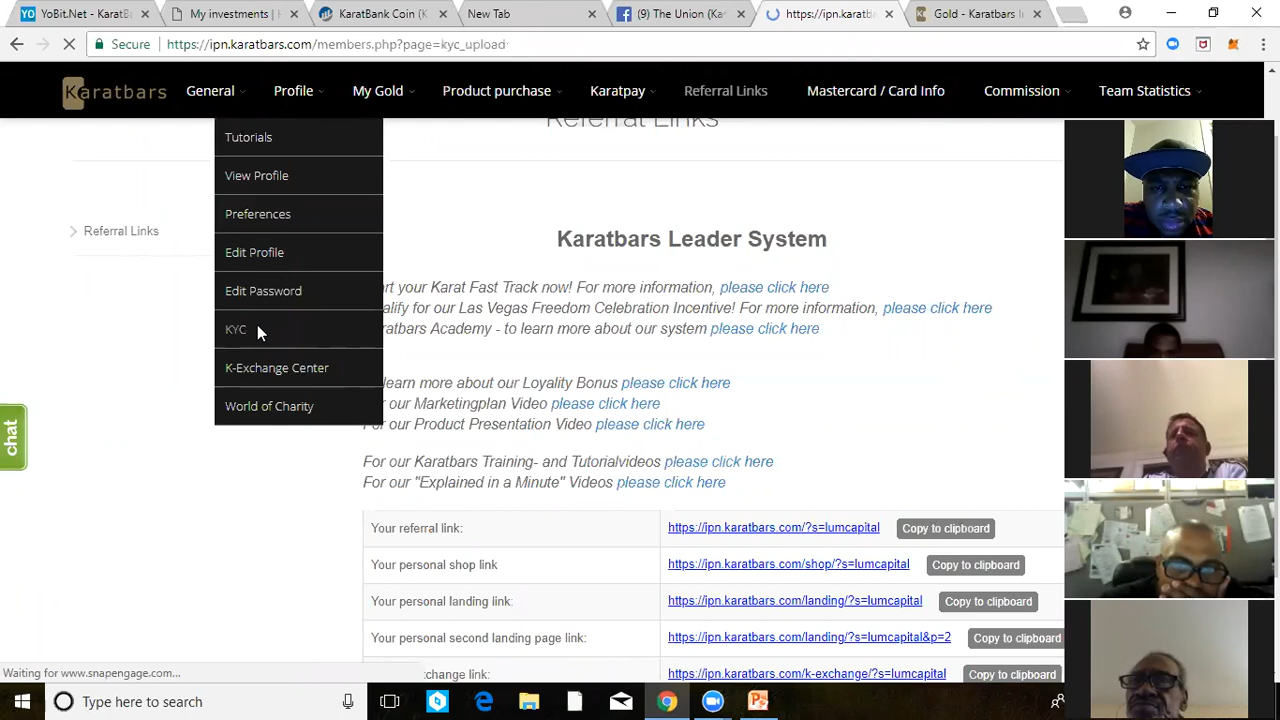 YoBit.Net - KaratBa
My investments |
KaratBank Coin (K
New Tab
(9) The Union (Ka
https://ipn.karatb
Gold - Karatbars In
Secure
https://ipn.karatbars.com/members.php?page=kyc_upload
Karatbars
General
Profile
My Gold
Product purchase
Karatpay
Referral Links
Mastercard / Card Info
Commission
Team Statistics
Referral Links
Tutorials
View Profile
Preferences
Edit Profile
Edit Password
KYC
K-Exchange Center
World of Charity
Referral Links
Karatbars Leader System
rt your Karat Fast Track now! For more information, please click here
alify for our Las Vegas Freedom Celebration Incentive! For more information, please click here
ratbars Academy - to learn more about our system please click here
learn more about our Loyality Bonus please click here
r our Marketingplan Video please click here
r our Product Presentation Video please click here
For our Karatbars Training- and Tutorialvideos please click here
For our "Explained in a Minute" Videos please click here
Your referral link: https://ipn.karatbars.com/?s=lumcapital Copy to clipboard
Your personal shop link https://ipn.karatbars.com/shop/?s=lumcapital Copy to clipboard
Your personal landing link: https://ipn.karatbars.com/landing/?s=lumcapital Copy to clipboard
Your personal second landing page link: https://ipn.karatbars.com/landing/?s=lumcapital&p=2 Copy to clipboard
xchange link: https://ipn.karatbars.com/k-exchange/?s=lumcapital Copy to clipboard
chat
Waiting for www.snapengage.com...
Type here to search